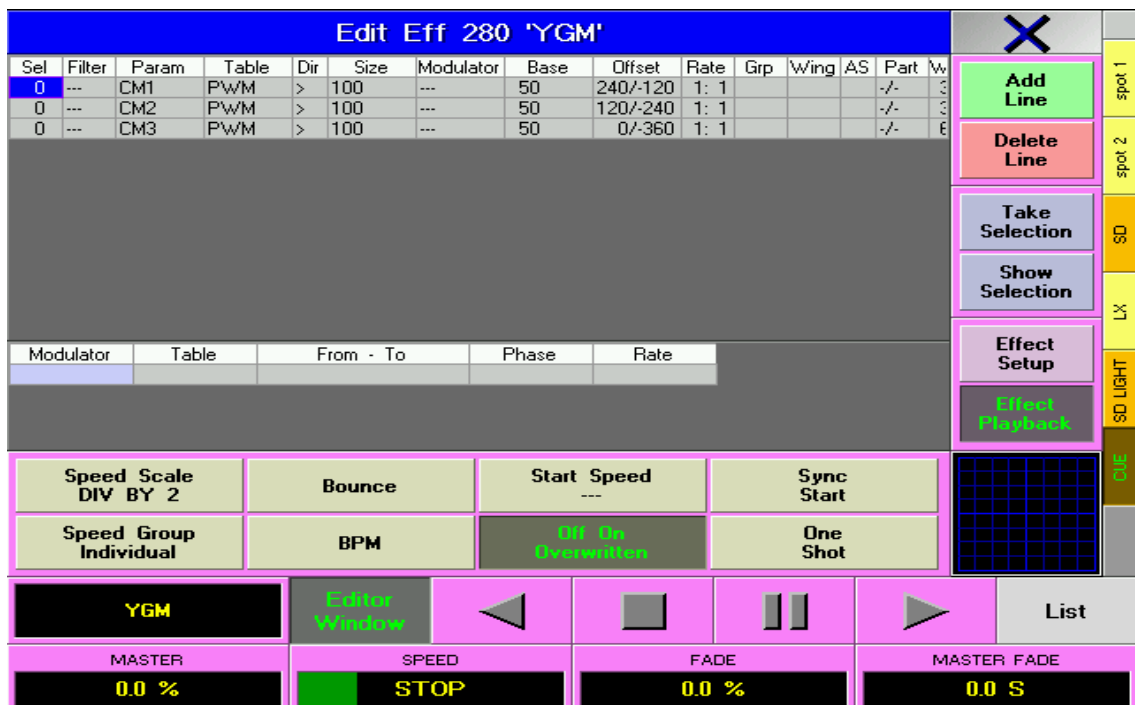 Edit Eff 280 'YGM'
Sel Filter Param Table Dir Size Modulator Base Offset Rate Grp Wing AS Part W
0 --- CM1 PWM > 100 --- 50 240/-120 1: 1 -/-
0 --- CM2 PWM > 100 --- 50 120/-240 1: 1 -/-
0 --- CM3 PWM > 100 --- 50 0/-360 1: 1 -/-
Add
Line
Delete
Line
Take
Selection
Show
Selection
Effect
Setup
Effect
Playback
spot 1
spot 2
SD
LX
SD LIGHT
CUE
Modulator Table From - To Phase Rate
Speed Scale
DIV BY 2
Bounce
Start Speed
---
Sync
Start
Speed Group
Individual
BPM
Off On
Overwritten
One
Shot
YGM
Editor
Window
List
MASTER
0.0 %
SPEED
STOP
FADE
0.0 %
MASTER FADE
0.0 S